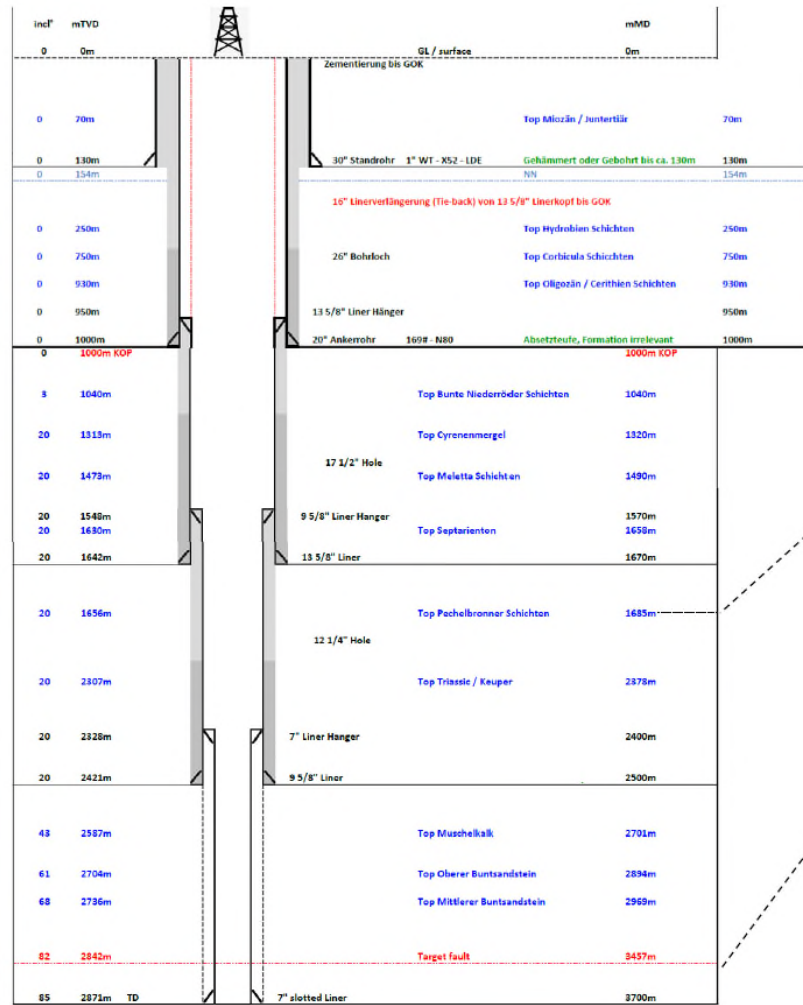 incl° mTVD mMD
0 0m GL / surface 0m
Zementierung bis GOK
0 70m Top Miozän / Juntertiär 70m
0 130m 30" Standrohr 1" WT - X52 - LDE Gehämmert oder Gebohrt bis ca. 130m 130m
0 154m NN 154m
16" Linerverlängerung (Tie-back) von 13 5/8" Linerkopf bis GOK
0 250m Top Hydrobien Schichten 250m
0 750m 26" Bohrloch Top Corbicula Schicchten 750m
0 930m Top Oligozän / Cerithien Schichten 930m
0 950m 13 5/8" Liner Hänger 950m
0 1000m 20" Ankerrohr 169# - N80 Absetzteufe, Formation irrelevant 1000m
0 1000m KOP 1000m KOP
3 1040m Top Bunte Niederröder Schichten 1040m
20 1313m Top Cyrenenmergel 1320m
17 1/2" Hole
20 1473m Top Meletta Schichten 1490m
20 1548m 9 5/8" Liner Hanger 1570m
20 1630m Top Septarienton 1658m
20 1642m 13 5/8" Liner 1670m
20 1656m Top Pechelbronner Schichten 1685m
12 1/4" Hole
20 2307m Top Triassic / Keuper 2378m
20 2328m 7" Liner Hanger 2400m
20 2421m 9 5/8" Liner 2500m
43 2587m Top Muschelkalk 2701m
61 2704m Top Oberer Buntsandstein 2894m
68 2736m Top Mittlerer Buntsandstein 2969m
82 2842m Target fault 3457m
85 2871m TD 7" slotted Liner 3700m